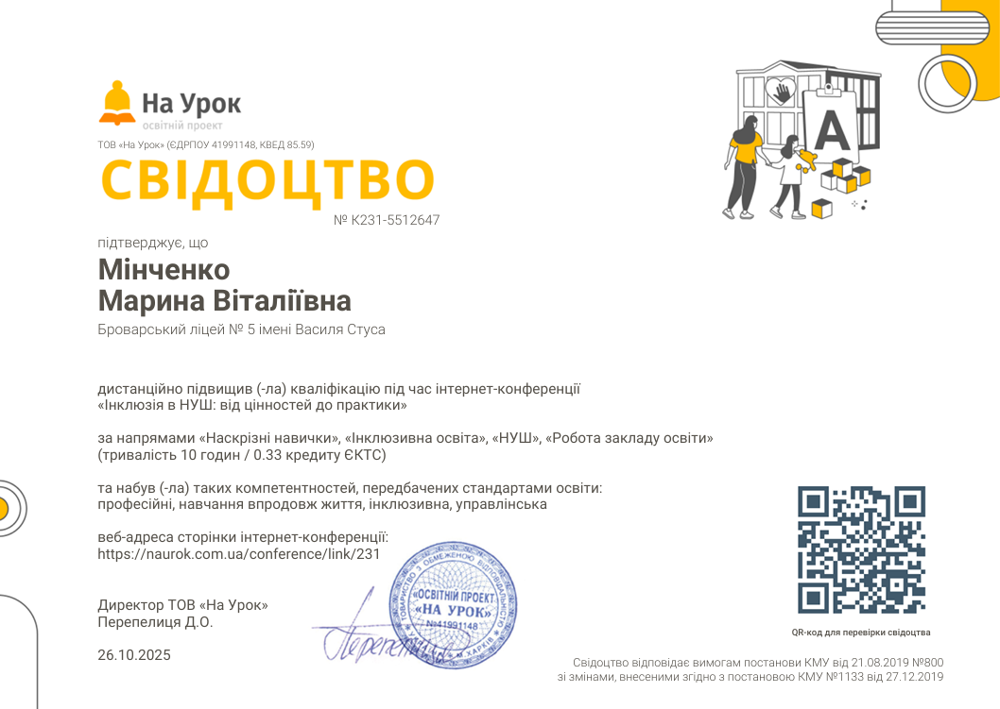 На Урок
освітній проект
ТОВ «На Урок» (ЄДРПОУ 41991148, КВЕД 85.59)
СВІДОЦТВО
№ К231-5512647
підтверджує, що
Мінченко
Марина Віталіївна
Броварський ліцей № 5 імені Василя Стуса
А
дистанційно підвищив (-ла) кваліфікацію під час інтернет-конференції
«Інклюзія в НУШ: від цінностей до практики»
за напрямами «Наскрізні навички», «Інклюзивна освіта», «НУШ», «Робота закладу освіти»
(тривалість 10 годин / 0.33 кредиту ЄКТС)
та набув (-ла) таких компетентностей, передбачених стандартами освіти:
професійні, навчання впродовж життя, інклюзивна, управлінська
веб-адреса сторінки інтернет-конференції:
https://naurok.com.ua/conference/link/231
Директор ТОВ «На Урок»
Перепелиця Д.О.
26.10.2025
ТОВАРИСТВО З ОБМЕЖЕНОЮ ВІДПОВІДАЛЬНІСТЮ
«ОСВІТНІЙ ПРОЕКТ
«НА УРОК»
№41991148
М.ХАРКІВ
QR-код для перевірки свідоцтва
Свідоцтво відповідає вимогам постанови КМУ від 21.08.2019 №800
зі змінами, внесеними згідно з постановою КМУ №1133 від 27.12.2019